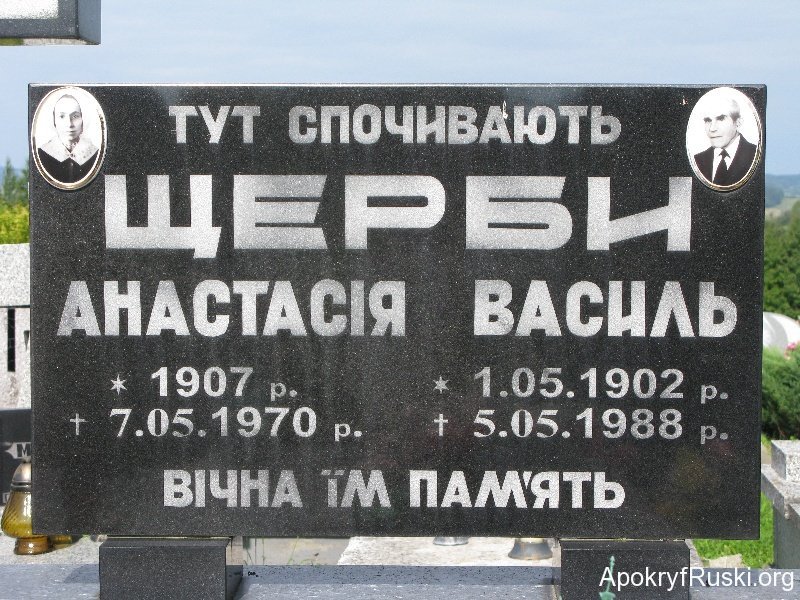 ТУТ СПОЧИВАЮТЬ
ЩЕРБИ
АНАСТАСІЯ ВАСИЛЬ
* 1907 р. * 1.05.1902 р.
† 7.05.1970 р. † 5.05.1988 р.
ВІЧНА ЇМ ПАМ'ЯТЬ
ApokryfRuski.org